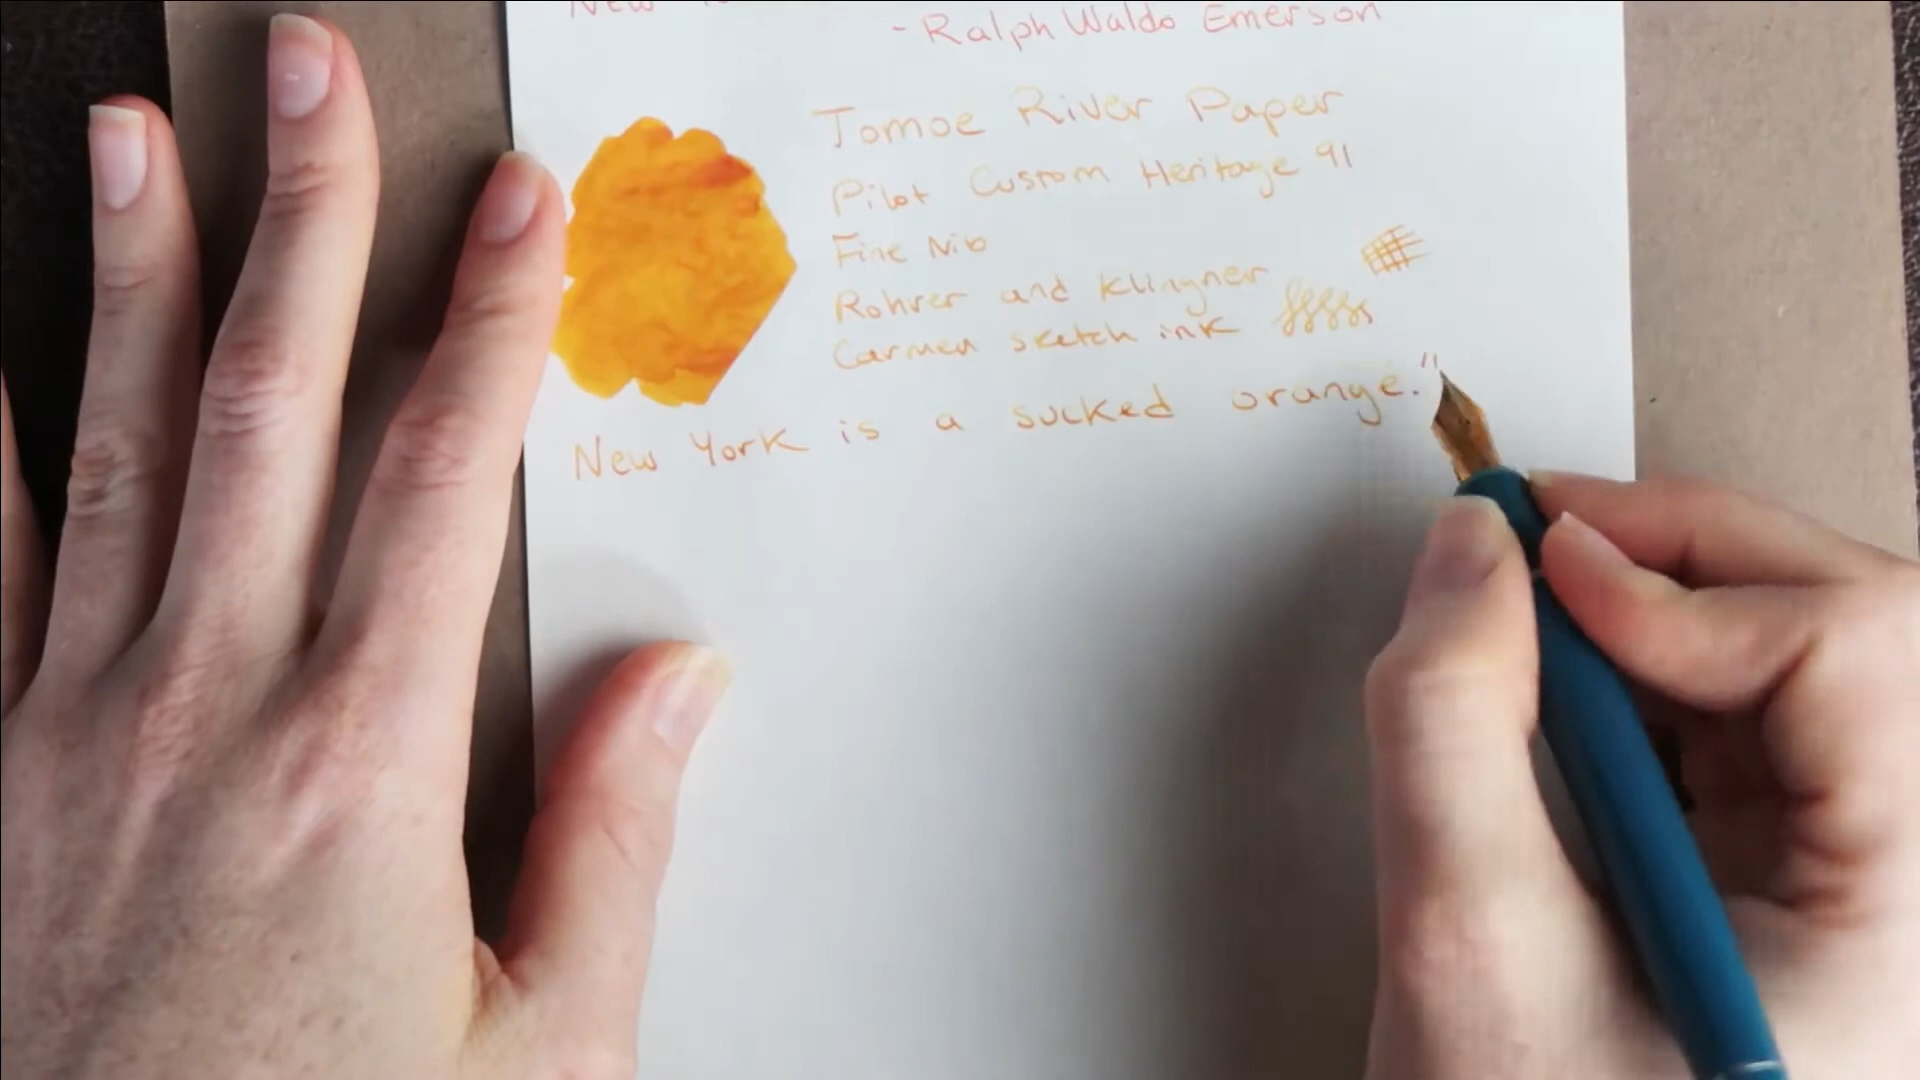 New
- Ralph Waldo Emerson
Tomoe River Paper
Pilot Custom Heritage 91
Fine Nib
Rohrer and Klingner
Carmen sketch ink
New York is a sucked orange."